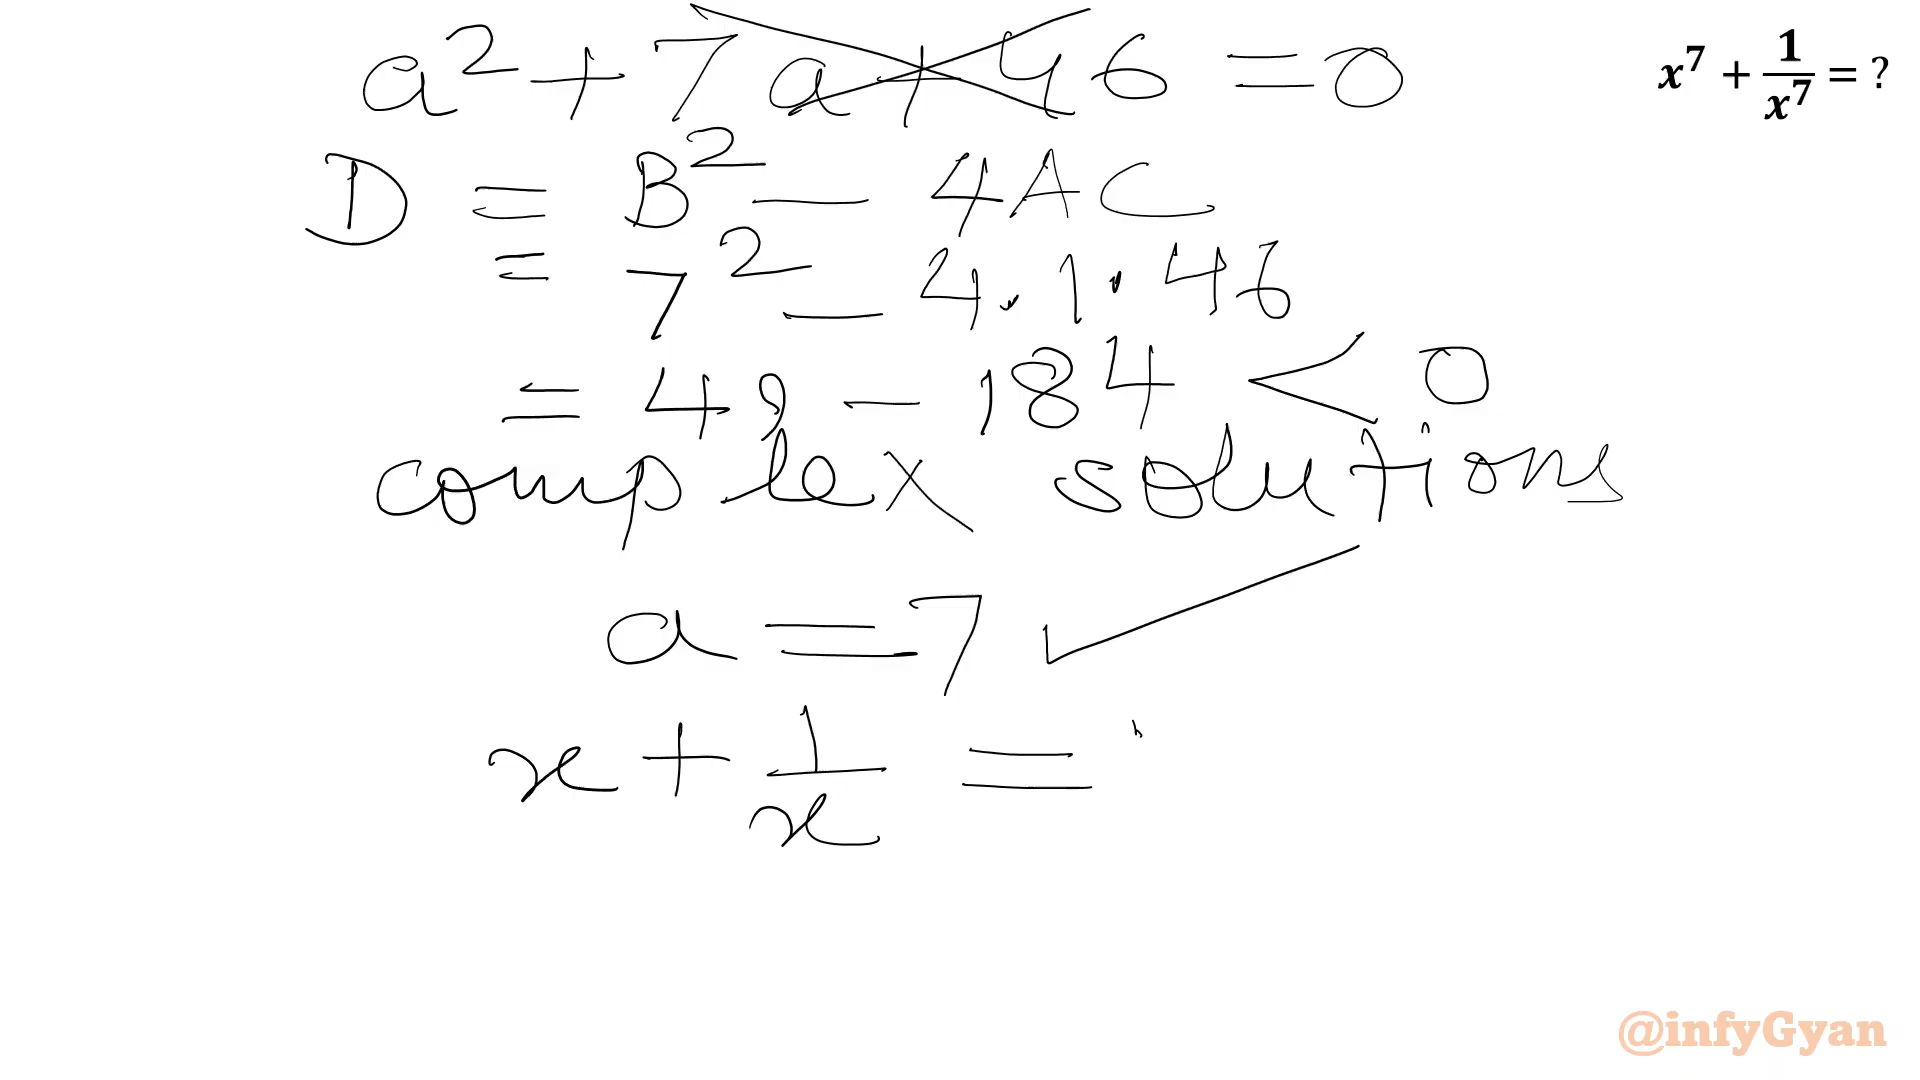 a² + 7a + 46 = 0
x⁷ + 1/x⁷ = ?
D = B² − 4AC
= 7² − 4.1.46
= 49 − 184 < 0
complex solutions
a = 7 ✓
x + 1/x =
@infyGyan